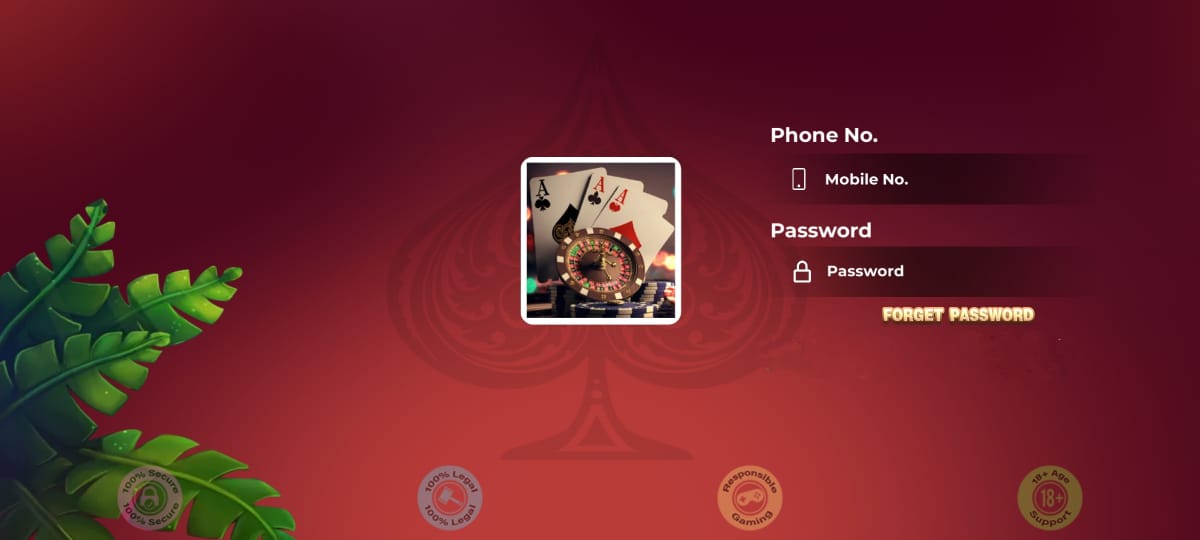 Phone No.
Mobile No.
Password
Password
FORGET PASSWORD
A
A
A
100% Secure
100% Secure
100% Legal
100% Legal
Responsible
Gaming
18+ Age
18+
Support